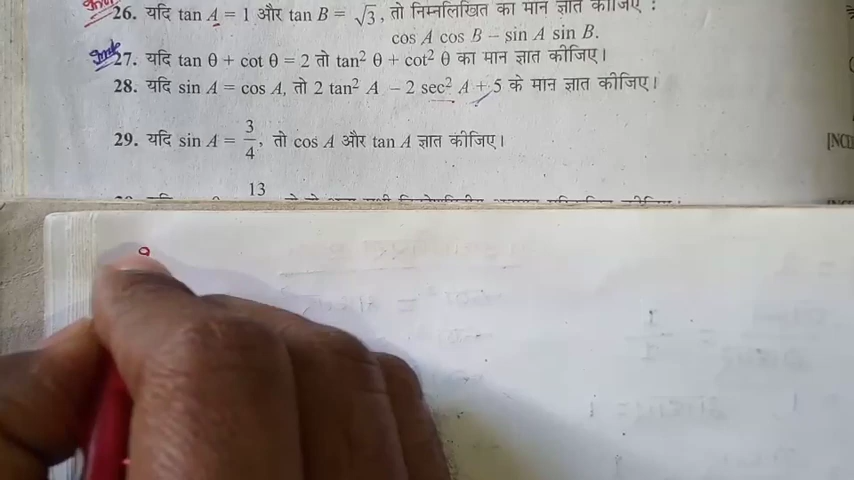 26. यदि tan A = 1 और tan B = √3, तो निम्नलिखित का मान ज्ञात कीजिए :
cos A cos B – sin A sin B.
27. यदि tan θ + cot θ = 2 तो tan² θ + cot² θ का मान ज्ञात कीजिए।
28. यदि sin A = cos A, तो 2 tan² A – 2 sec² A + 5 के मान ज्ञात कीजिए।
29. यदि sin A = 3/4, तो cos A और tan A ज्ञात कीजिए।
[NCE
13